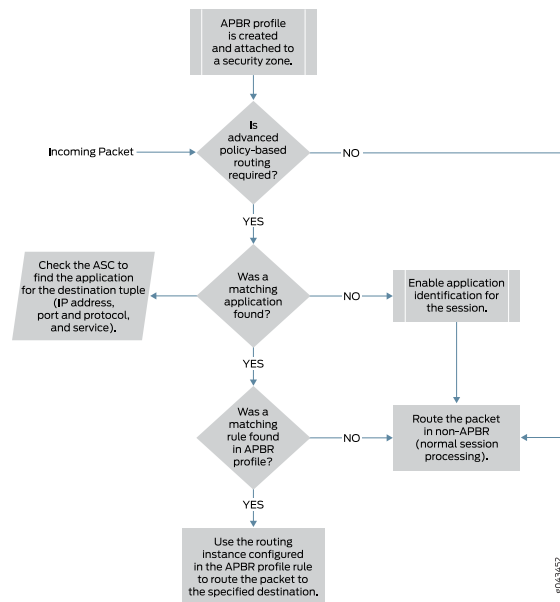 APBR profile
is created
and attached to
a security zone.
Incoming Packet
Is
advanced
policy-based
routing
required?
NO
YES
Check the ASC to
find the application
for the destination tuple
(IP address,
port and protocol,
and service).
Was a
matching
application
found?
NO
Enable application
identification for
the session.
YES
Was a
matching
rule found
in APBR
profile?
NO
Route the packet
in non-APBR
(normal session
processing).
YES
Use the routing
instance configured
in the APBR profile rule
to route the packet to
the specified destination.
e043452